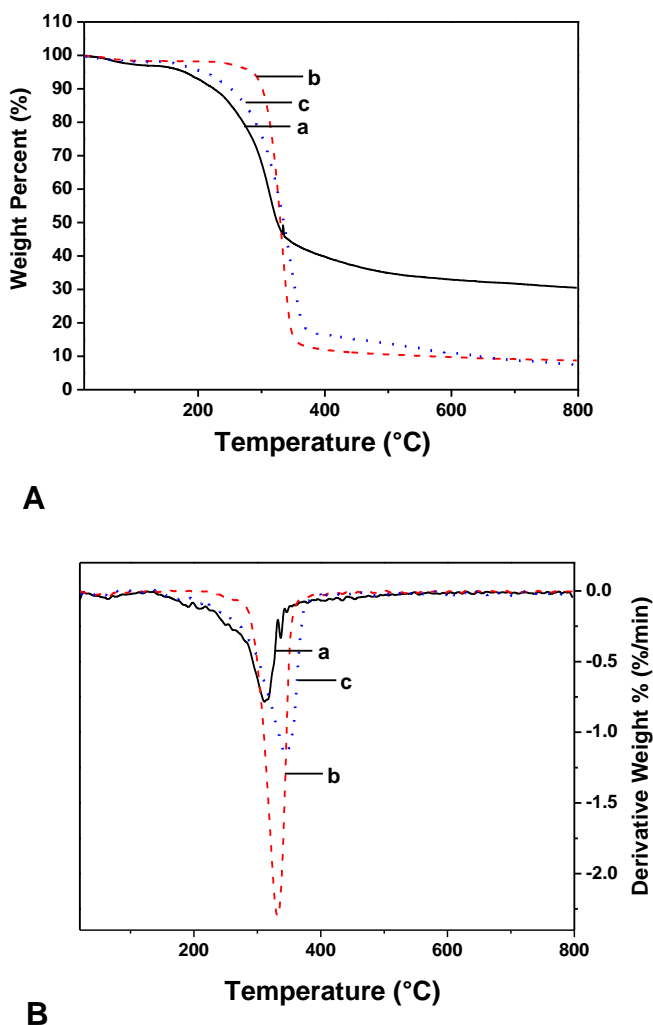 110
100
90
80
70
60
50
40
30
20
10
0
Weight Percent (%)
b
c
a
200
400
600
800
Temperature (°C)
A
0.0
-0.5
-1.0
-1.5
-2.0
Derivative Weight % (%/min)
a
c
b
200
400
600
800
Temperature (°C)
B